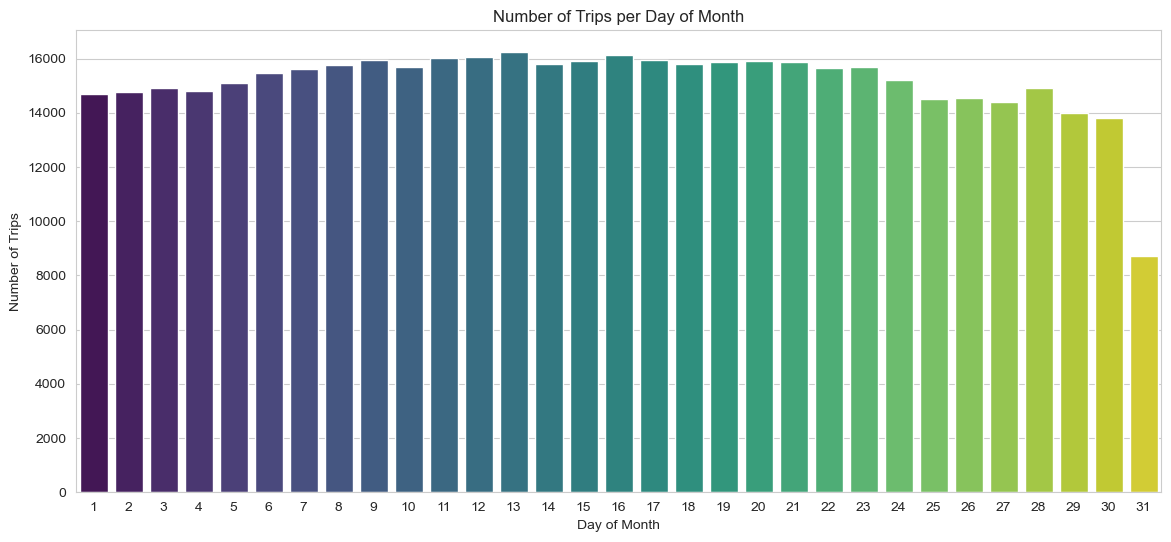 Number of Trips per Day of Month
Number of Trips
16000
14000
12000
10000
8000
6000
4000
2000
0
1 2 3 4 5 6 7 8 9 10 11 12 13 14 15 16 17 18 19 20 21 22 23 24 25 26 27 28 29 30 31
Day of Month